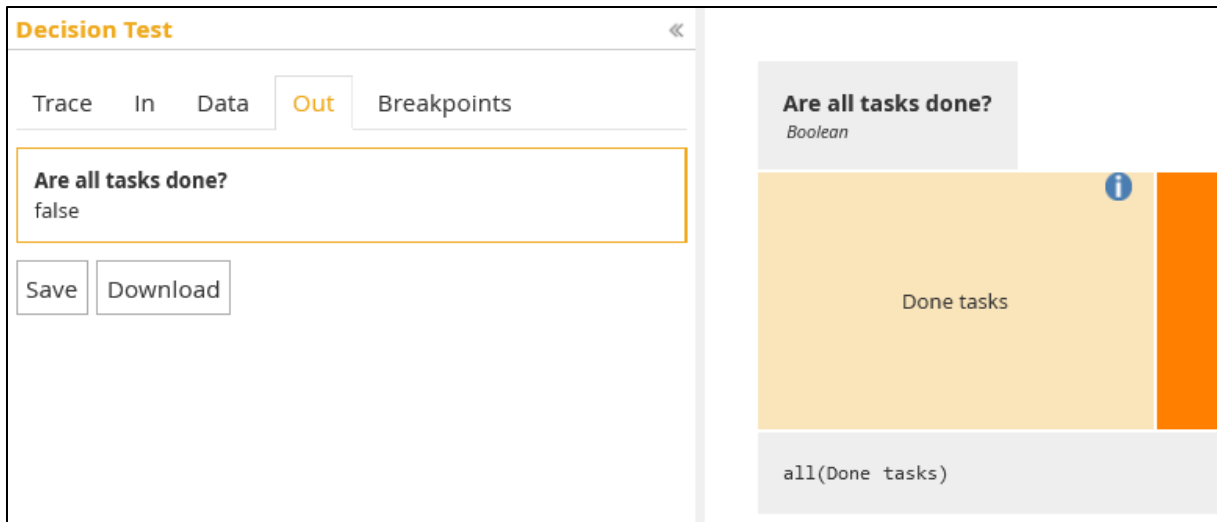 Decision Test
Trace In Data Out Breakpoints
Are all tasks done?
false
Save Download
Are all tasks done?
Boolean
Done tasks
all(Done tasks)